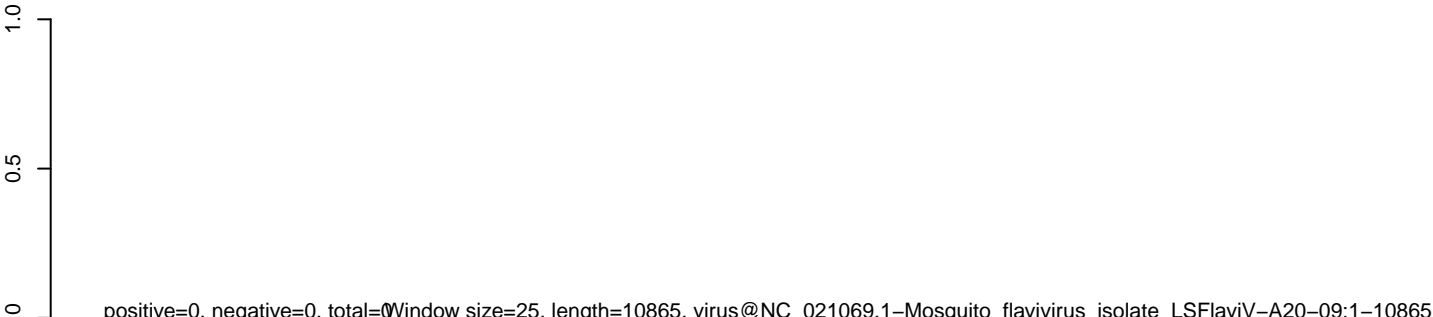 1.0
0.5
0
positive=0, negative=0, total=0
Window size=25, length=10865, virus@NC_021069.1−Mosquito_flavivirus_isolate_LSFlaviV−A20−09:1−10865